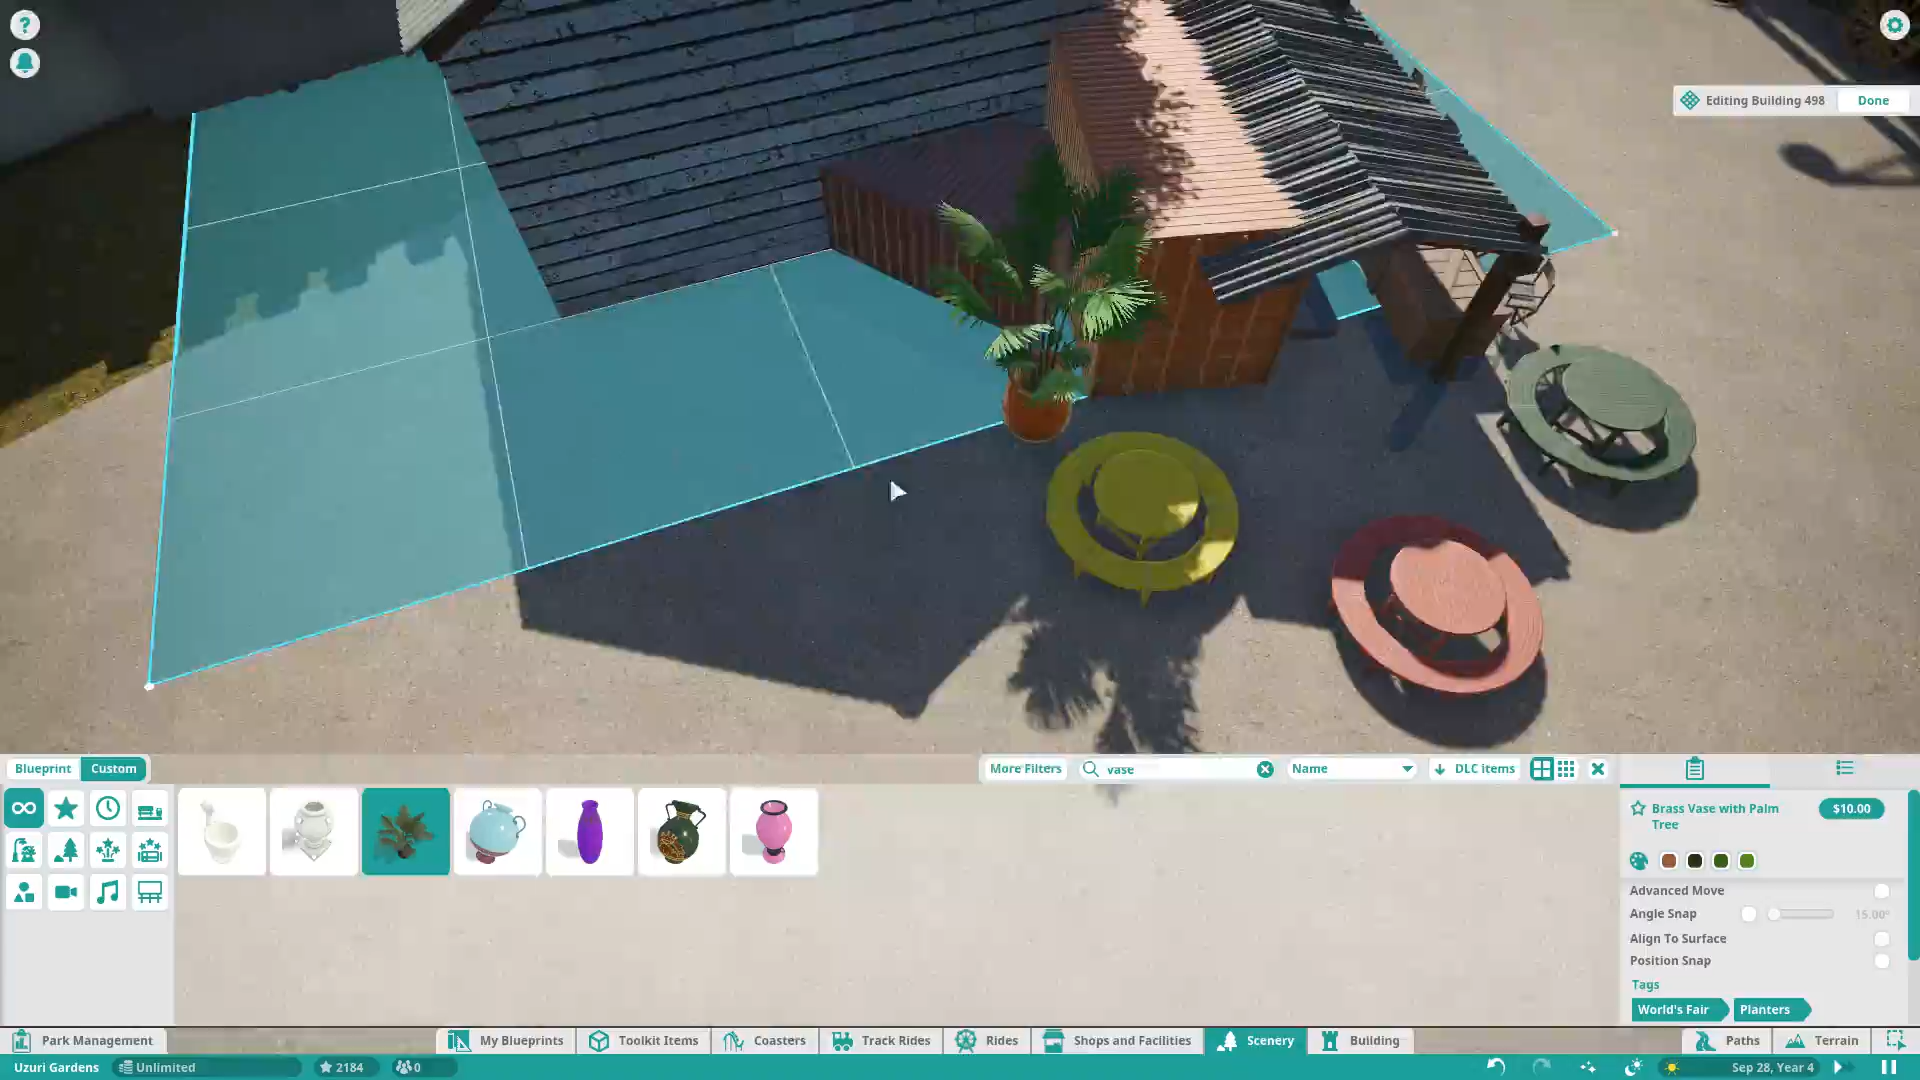 ?
Editing Building 498 Done
Blueprint Custom
More Filters vase Name DLC items
Brass Vase with Palm Tree $10.00
Advanced Move
Angle Snap 15.00°
Align To Surface
Position Snap
Tags
World's Fair Planters
Park Management My Blueprints Toolkit Items Coasters Track Rides Rides Shops and Facilities Scenery Building Paths Terrain
Uzuri Gardens Unlimited 2184 0 Sep 28, Year 4